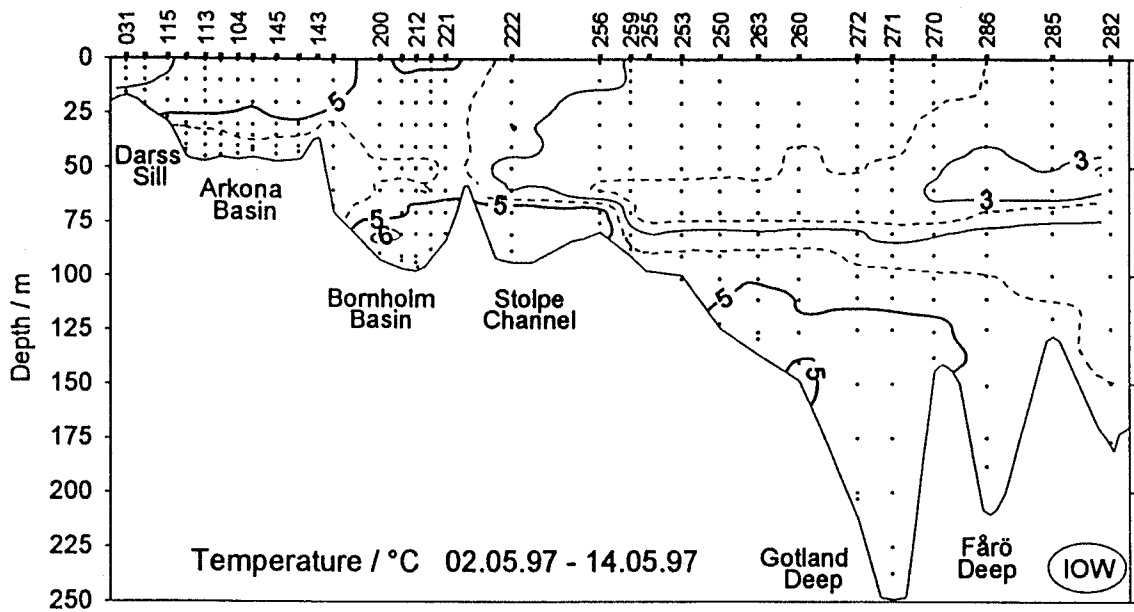 031 115 113 104 145 143 200 212 221 222 256 259 255 253 250 263 260 272 271 270 286 285 282
0
25
50
75
100
125
150
175
200
225
250
Depth / m
5
3
3
5
5
6
5
5
Darss
Sill
Arkona
Basin
Bornholm
Basin
Stolpe
Channel
Gotland
Deep
Fårö
Deep
IOW
Temperature / °C 02.05.97 - 14.05.97